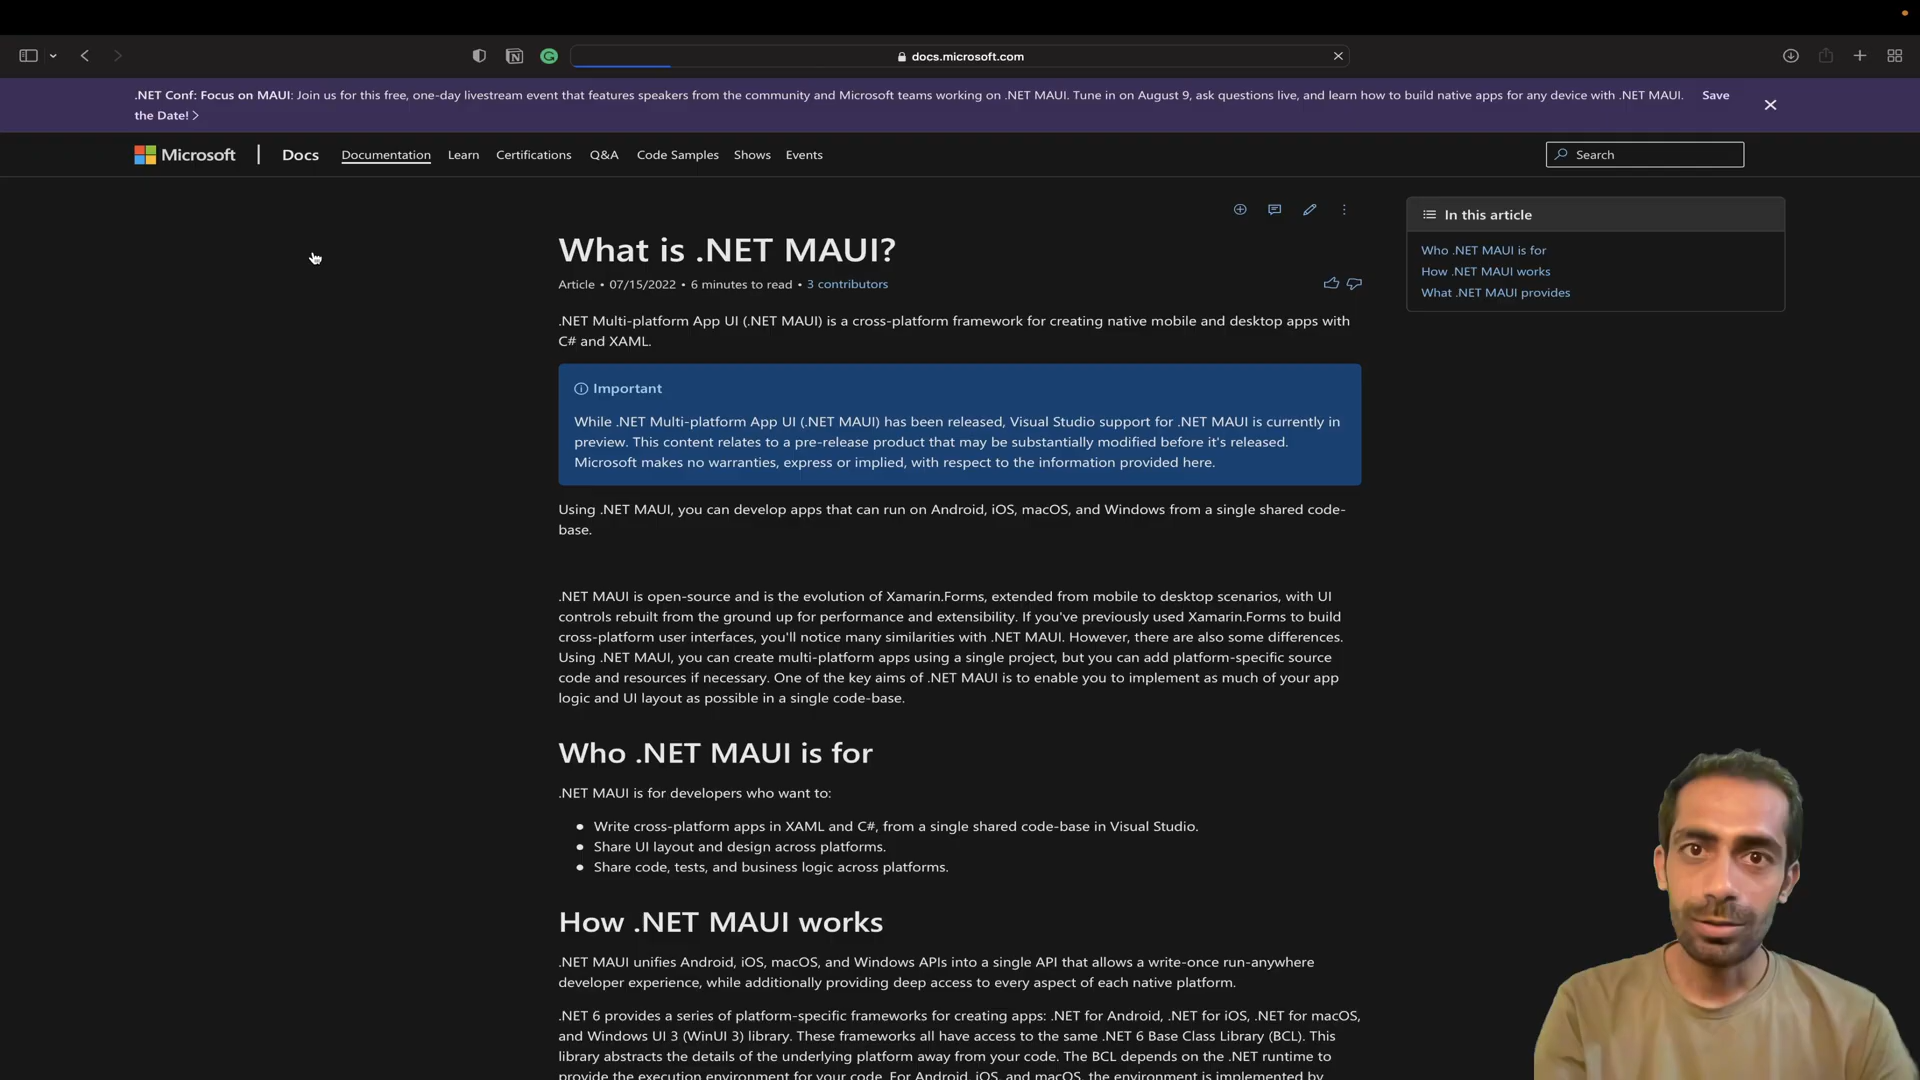 docs.microsoft.com
.NET Conf: Focus on MAUI: Join us for this free, one-day livestream event that features speakers from the community and Microsoft teams working on .NET MAUI. Tune in on August 9, ask questions live, and learn how to build native apps for any device with .NET MAUI. Save
the Date! >
Microsoft | Docs Documentation Learn Certifications Q&A Code Samples Shows Events Search
In this article
Who .NET MAUI is for
How .NET MAUI works
What .NET MAUI provides
What is .NET MAUI?
Article • 07/15/2022 • 6 minutes to read • 3 contributors
.NET Multi-platform App UI (.NET MAUI) is a cross-platform framework for creating native mobile and desktop apps with
C# and XAML.
Important
While .NET Multi-platform App UI (.NET MAUI) has been released, Visual Studio support for .NET MAUI is currently in
preview. This content relates to a pre-release product that may be substantially modified before it's released.
Microsoft makes no warranties, express or implied, with respect to the information provided here.
Using .NET MAUI, you can develop apps that can run on Android, iOS, macOS, and Windows from a single shared code-
base.
.NET MAUI is open-source and is the evolution of Xamarin.Forms, extended from mobile to desktop scenarios, with UI
controls rebuilt from the ground up for performance and extensibility. If you've previously used Xamarin.Forms to build
cross-platform user interfaces, you'll notice many similarities with .NET MAUI. However, there are also some differences.
Using .NET MAUI, you can create multi-platform apps using a single project, but you can add platform-specific source
code and resources if necessary. One of the key aims of .NET MAUI is to enable you to implement as much of your app
logic and UI layout as possible in a single code-base.
Who .NET MAUI is for
.NET MAUI is for developers who want to:
• Write cross-platform apps in XAML and C#, from a single shared code-base in Visual Studio.
• Share UI layout and design across platforms.
• Share code, tests, and business logic across platforms.
How .NET MAUI works
.NET MAUI unifies Android, iOS, macOS, and Windows APIs into a single API that allows a write-once run-anywhere
developer experience, while additionally providing deep access to every aspect of each native platform.
.NET 6 provides a series of platform-specific frameworks for creating apps: .NET for Android, .NET for iOS, .NET for macOS,
and Windows UI 3 (WinUI 3) library. These frameworks all have access to the same .NET 6 Base Class Library (BCL). This
library abstracts the details of the underlying platform away from your code. The BCL depends on the .NET runtime to
provide the execution environment for your code. For Android, iOS, and macOS, the environment is implemented by